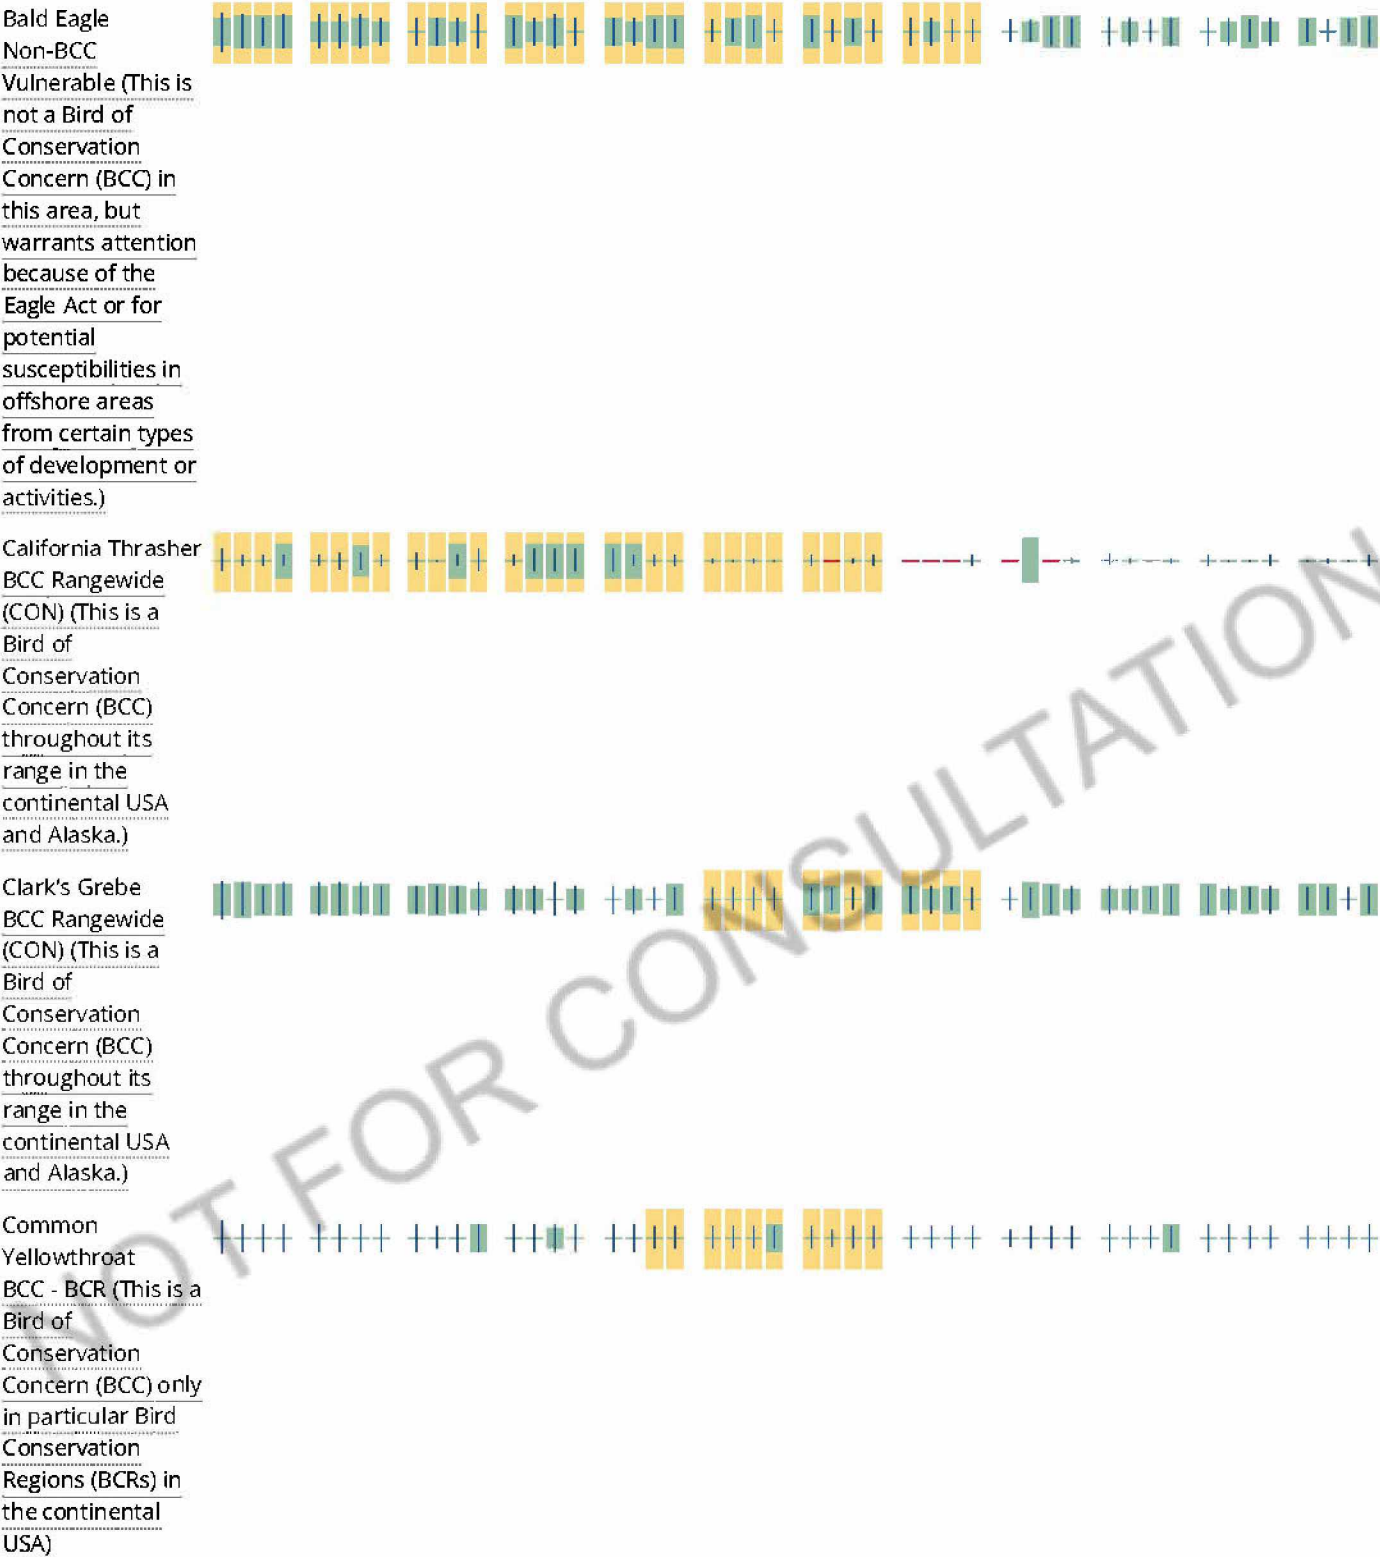 Bald Eagle
Non-BCC
Vulnerable (This is
not a Bird of
Conservation
Concern (BCC) in
this area, but
warrants attention
because of the
Eagle Act or for
potential
susceptibilities in
offshore areas
from certain types
of development or
activities.)
California Thrasher
BCC Rangewide
(CON) (This is a
Bird of
Conservation
Concern (BCC)
throughout its
range in the
continental USA
and Alaska.)
Clark's Grebe
BCC Rangewide
(CON) (This is a
Bird of
Conservation
Concern (BCC)
throughout its
range in the
continental USA
and Alaska.)
Common
Yellowthroat
BCC - BCR (This is a
Bird of
Conservation
Concern (BCC) only
in particular Bird
Conservation
Regions (BCRs) in
the continental
USA)
NOT FOR CONSULTATION